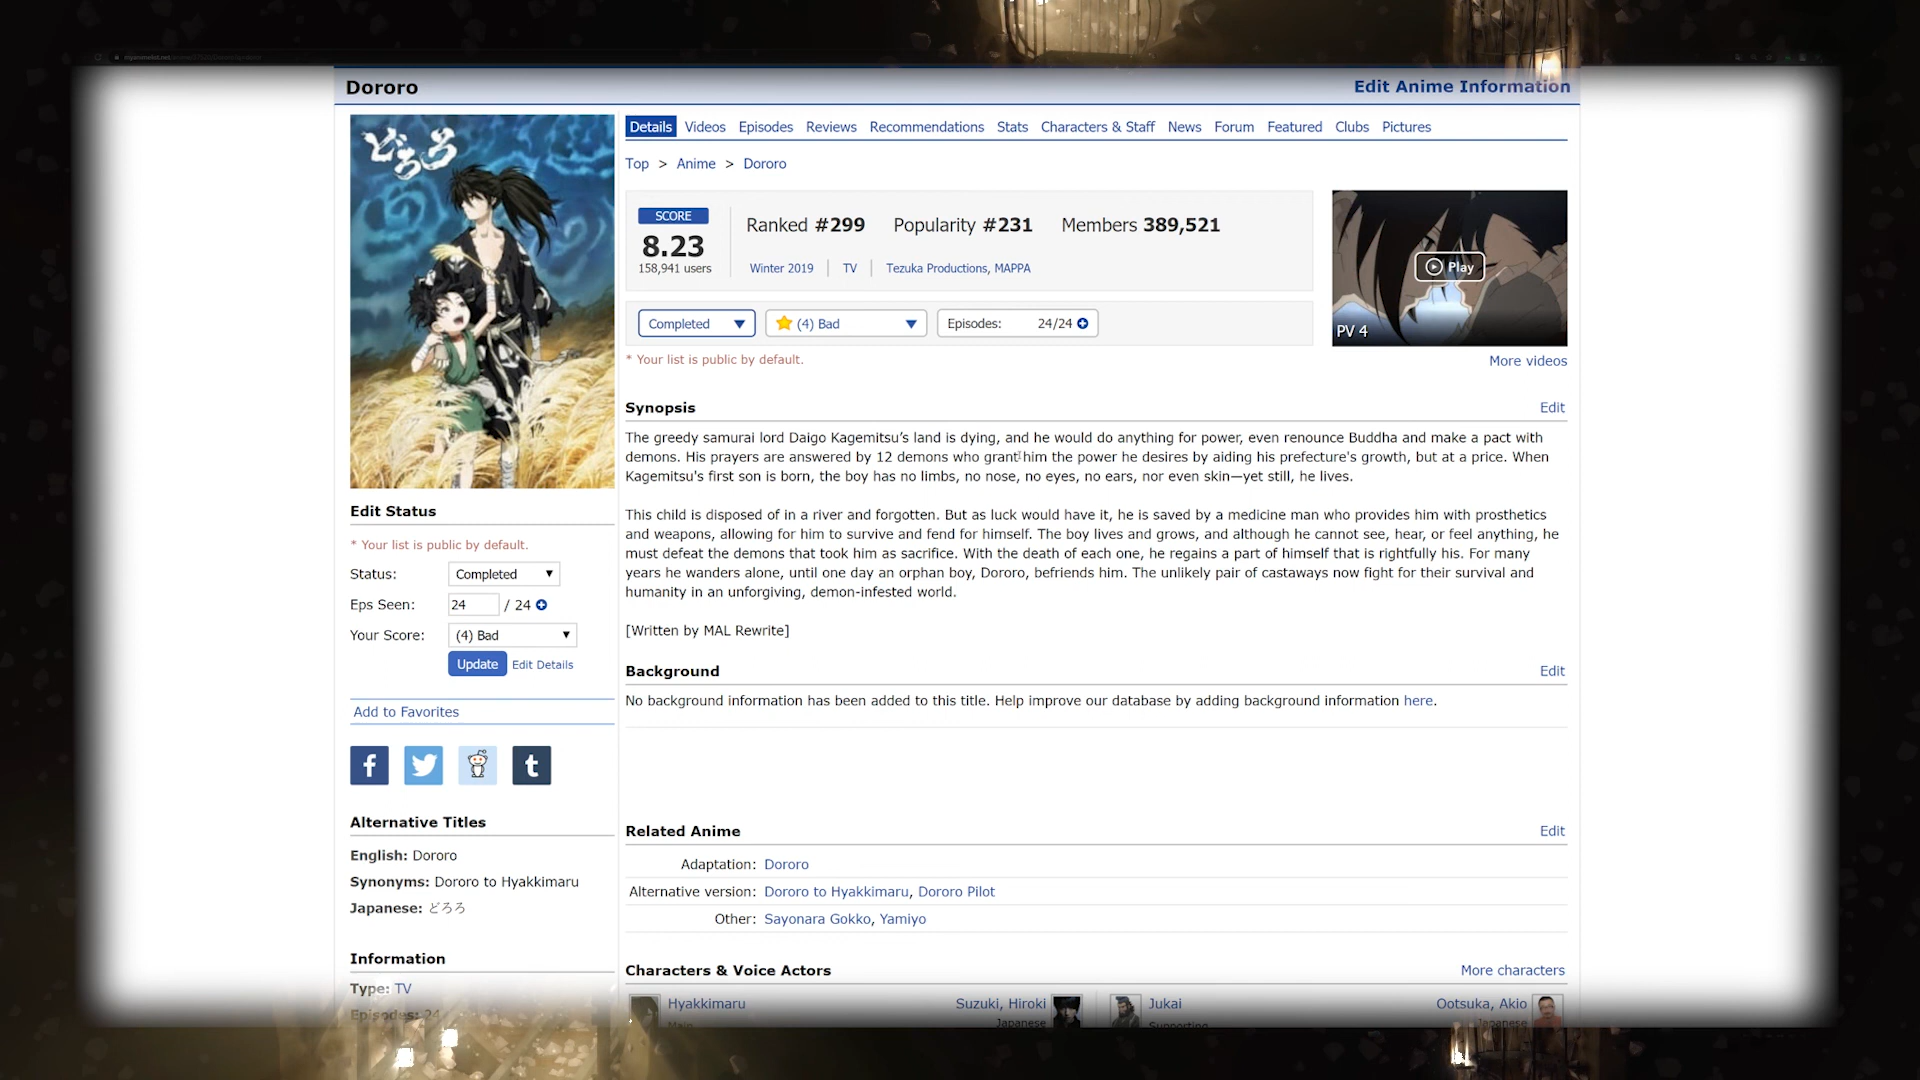 Dororo
Edit Anime Information
どろろ
Details Videos Episodes Reviews Recommendations Stats Characters & Staff News Forum Featured Clubs Pictures
Top > Anime > Dororo
SCORE
8.23
158,941 users
Ranked #299 Popularity #231 Members 389,521
Winter 2019 TV Tezuka Productions, MAPPA
Play
PV 4
Completed (4) Bad Episodes: 24/24
* Your list is public by default.
More videos
Synopsis Edit
The greedy samurai lord Daigo Kagemitsu's land is dying, and he would do anything for power, even renounce Buddha and make a pact with
demons. His prayers are answered by 12 demons who grant him the power he desires by aiding his prefecture's growth, but at a price. When
Kagemitsu's first son is born, the boy has no limbs, no nose, no eyes, no ears, nor even skin—yet still, he lives.
This child is disposed of in a river and forgotten. But as luck would have it, he is saved by a medicine man who provides him with prosthetics
and weapons, allowing for him to survive and fend for himself. The boy lives and grows, and although he cannot see, hear, or feel anything, he
must defeat the demons that took him as sacrifice. With the death of each one, he regains a part of himself that is rightfully his. For many
years he wanders alone, until one day an orphan boy, Dororo, befriends him. The unlikely pair of castaways now fight for their survival and
humanity in an unforgiving, demon-infested world.
[Written by MAL Rewrite]
Background Edit
No background information has been added to this title. Help improve our database by adding background information here.
Related Anime Edit
Adaptation: Dororo
Alternative version: Dororo to Hyakkimaru, Dororo Pilot
Other: Sayonara Gokko, Yamiyo
Characters & Voice Actors More characters
Hyakkimaru Suzuki, Hiroki Jukai Ootsuka, Akio
Main Japanese Supporting Japanese
Edit Status
* Your list is public by default.
Status: Completed
Eps Seen: 24 / 24
Your Score: (4) Bad
Update Edit Details
Add to Favorites
Alternative Titles
English: Dororo
Synonyms: Dororo to Hyakkimaru
Japanese: どろろ
Information
Type: TV
Episodes: 24